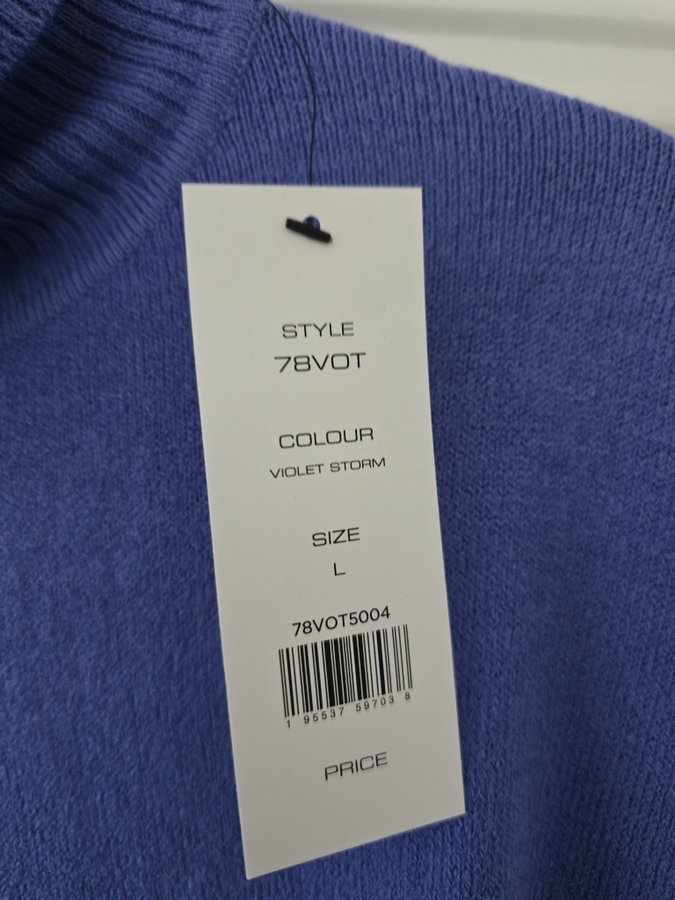 STYLE
78VOT
COLOUR
VIOLET STORM
SIZE
L
78VOT5004
1 95537 59703 8
PRICE